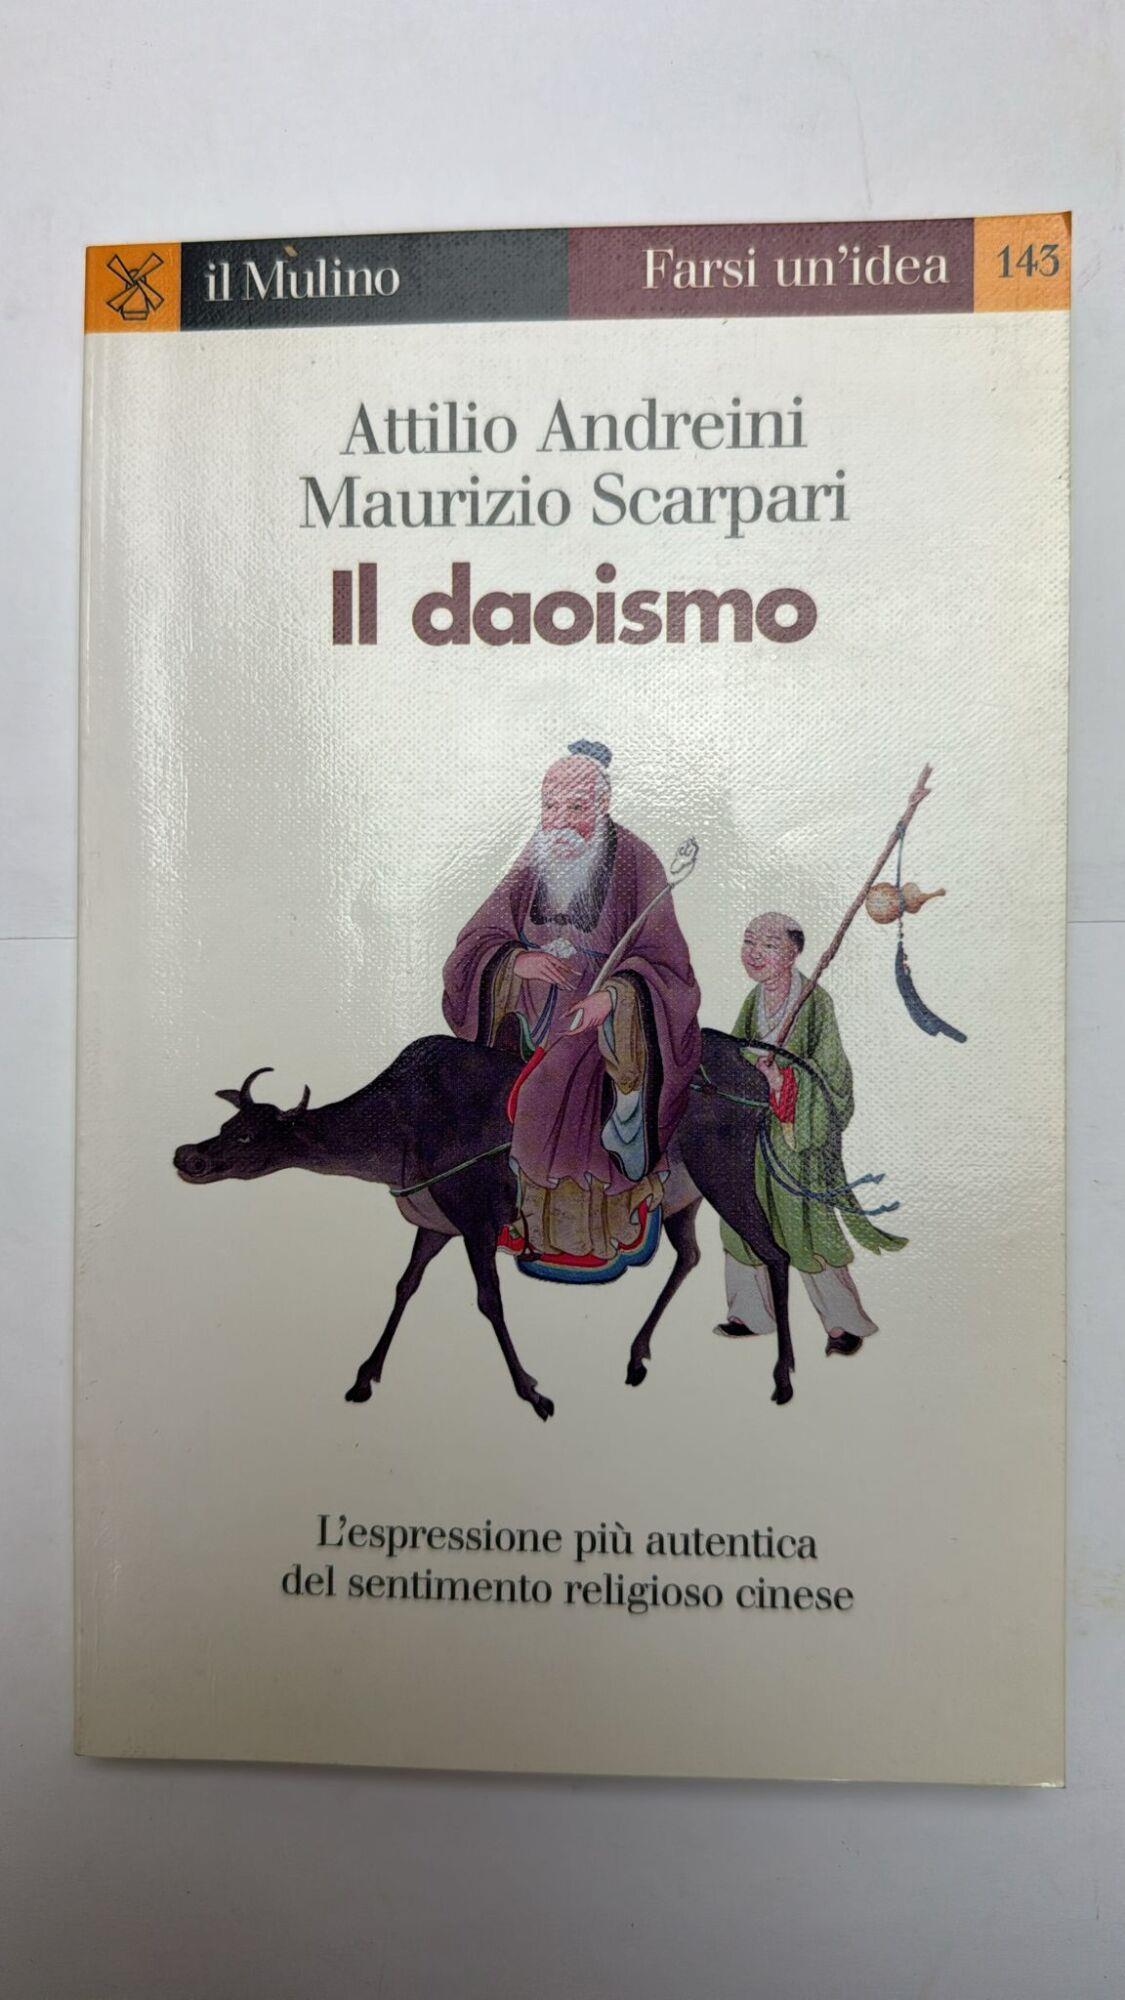 il Mulino
Farsi un'idea
143
Attilio Andreini
Maurizio Scarpari
Il daoismo
L'espressione più autentica
del sentimento religioso cinese